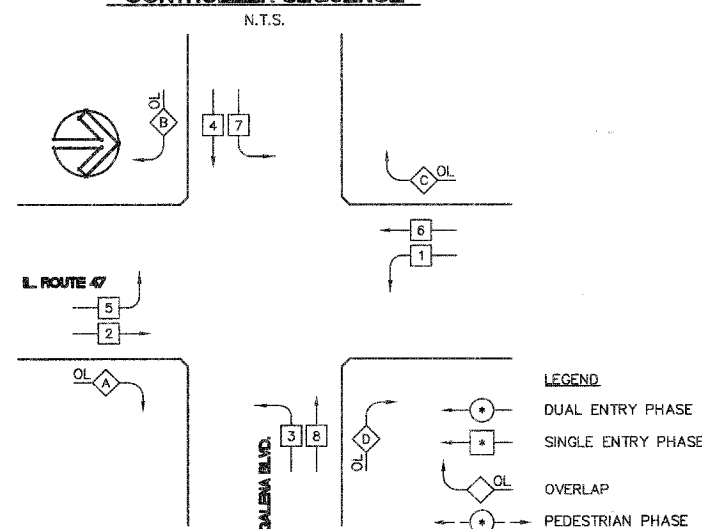 CONTROLLER SEQUENCE
N.T.S.
OL
B
4
7
C
OL
6
1
IL. ROUTE 47
5
2
OL
A
3
8
D
OL
GALENA BLVD.
LEGEND
* DUAL ENTRY PHASE
* SINGLE ENTRY PHASE
OL
OVERLAP
* PEDESTRIAN PHASE